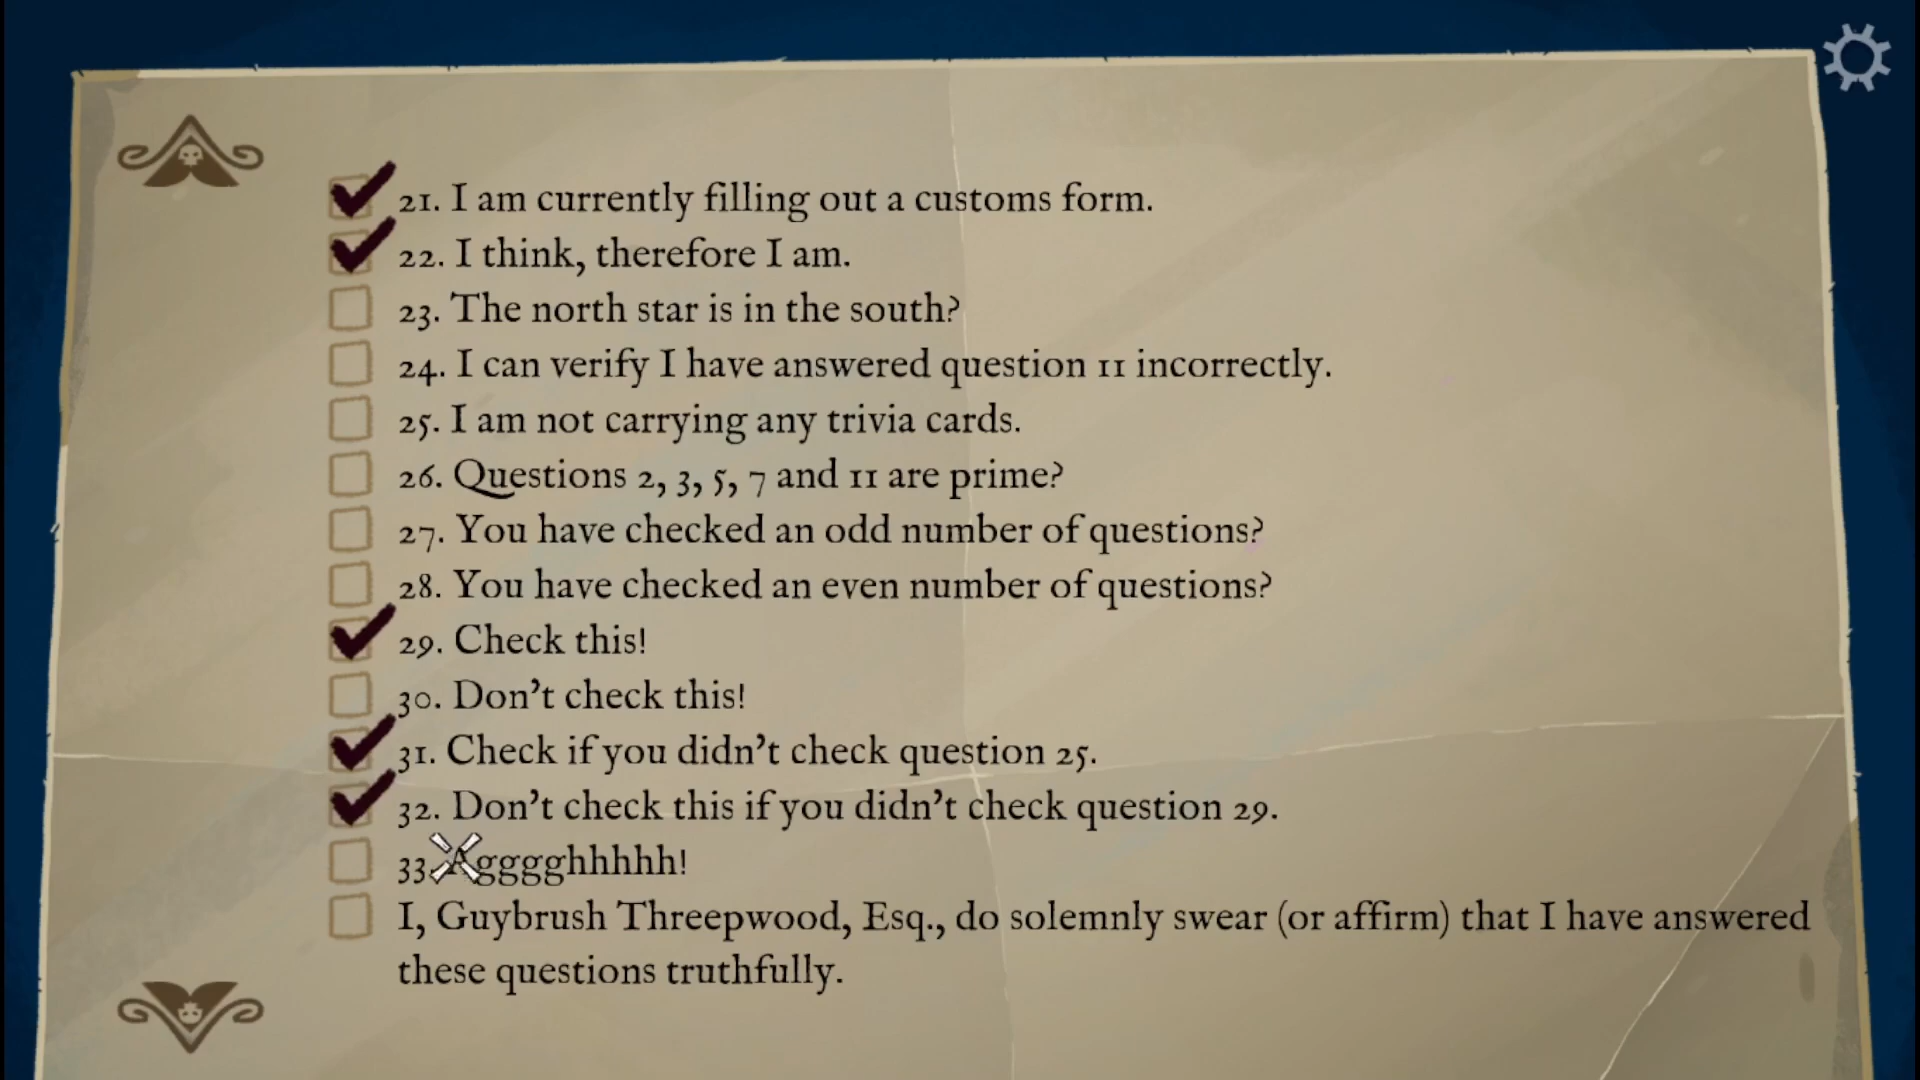 21. I am currently filling out a customs form.
22. I think, therefore I am.
23. The north star is in the south?
24. I can verify I have answered question 11 incorrectly.
25. I am not carrying any trivia cards.
26. Questions 2, 3, 5, 7 and 11 are prime?
27. You have checked an odd number of questions?
28. You have checked an even number of questions?
29. Check this!
30. Don't check this!
31. Check if you didn't check question 25.
32. Don't check this if you didn't check question 29.
33. Aggggghhhhh!
I, Guybrush Threepwood, Esq., do solemnly swear (or affirm) that I have answered
these questions truthfully.